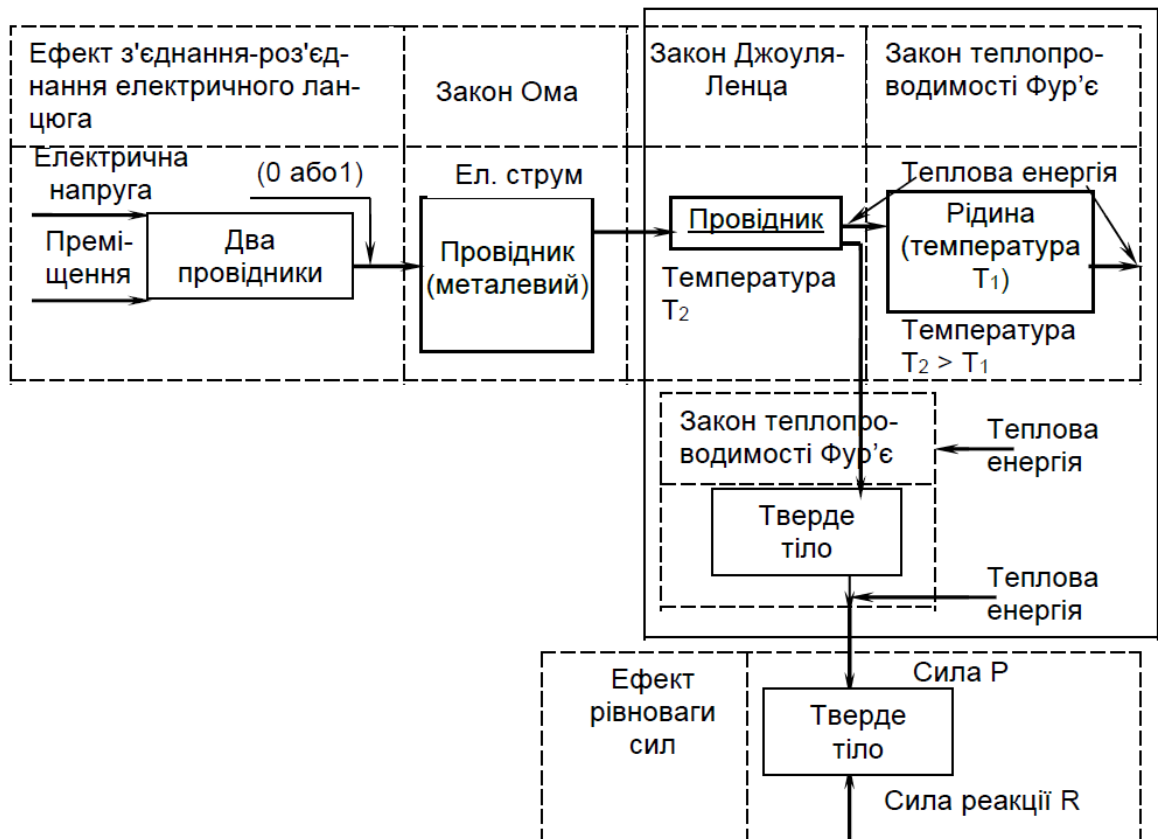 Ефект з'єднання-роз'єд-
нання електричного лан-
цюга
Закон Ома
Закон Джоуля-
Ленца
Закон теплопро-
водимості Фур’є
Електрична
напруга
Преміщення
(0 або1)
Два
провідники
Ел. струм
Провідник
(металевий)
Провідник
Температура
T2
Теплова енергія
Рідина
(температура
T1)
Температура
T2 > T1
Закон теплопро-
водимості Фур’є
Теплова
енергія
Тверде
тіло
Теплова
енергія
Ефект
рівноваги
сил
Сила P
Тверде
тіло
Сила реакції R